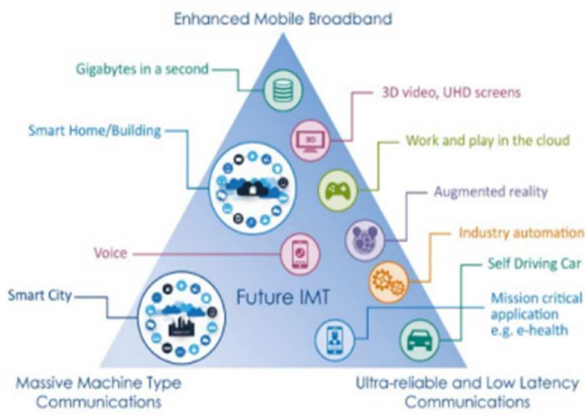 Enhanced Mobile Broadband
Gigabytes in a second
3D video, UHD screens
3D
Smart Home/Building
Work and play in the cloud
Augmented reality
Voice
Industry automation
Self Driving Car
Smart City
Future IMT
Mission critical
application
e.g. e-health
Massive Machine Type
Communications
Ultra-reliable and Low Latency
Communications